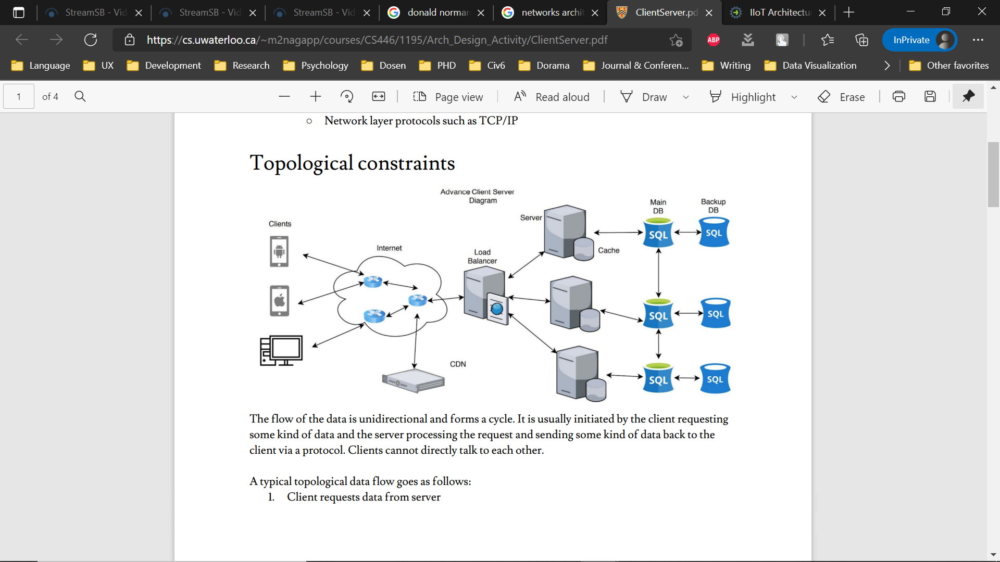 StreamSB - Vid
StreamSB - Vid
StreamSB - Vid
donald norman
networks archit
ClientServer.pd
IIoT Architectu
https://cs.uwaterloo.ca/~m2nagapp/courses/CS446/1195/Arch_Design_Activity/ClientServer.pdf
ABP
InPrivate
Language
UX
Development
Research
Psychology
Dosen
PHD
Civ6
Dorama
Journal & Conferen...
Writing
Data Visualization
Other favorites
1 of 4
Page view
Read aloud
Draw
Highlight
Erase
Network layer protocols such as TCP/IP
Topological constraints
Advance Client Server
Diagram
Clients
Internet
Load
Balancer
Server
Cache
Main
DB
Backup
DB
SQL
SQL
SQL
SQL
SQL
SQL
CDN
The flow of the data is unidirectional and forms a cycle. It is usually initiated by the client requesting
some kind of data and the server processing the request and sending some kind of data back to the
client via a protocol. Clients cannot directly talk to each other.
A typical topological data flow goes as follows:
1. Client requests data from server